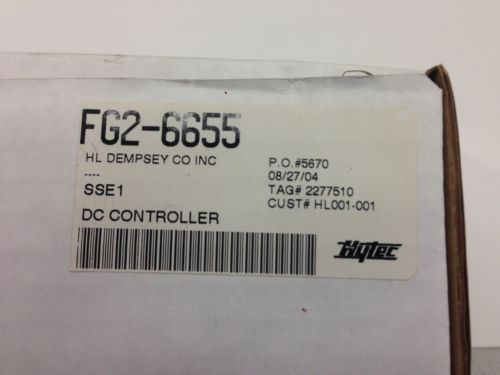 FG2-6655
HL DEMPSEY CO INC
----
SSE1
DC CONTROLLER
P.O.#5670
08/27/04
TAG# 2277510
CUST# HL001-001
Hytec